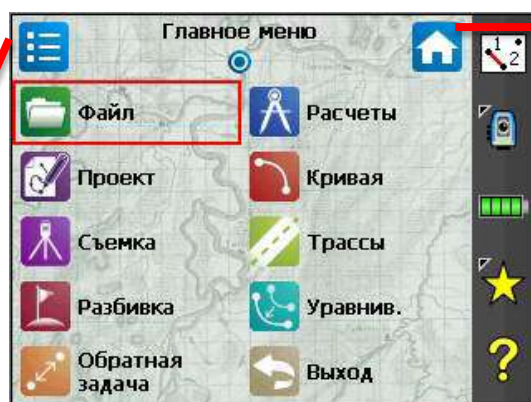 Главное меню
1
2
Файл
Расчеты
Проект
Кривая
Съемка
Трассы
Разбивка
Уравнив.
Обратная
задача
Выход
?